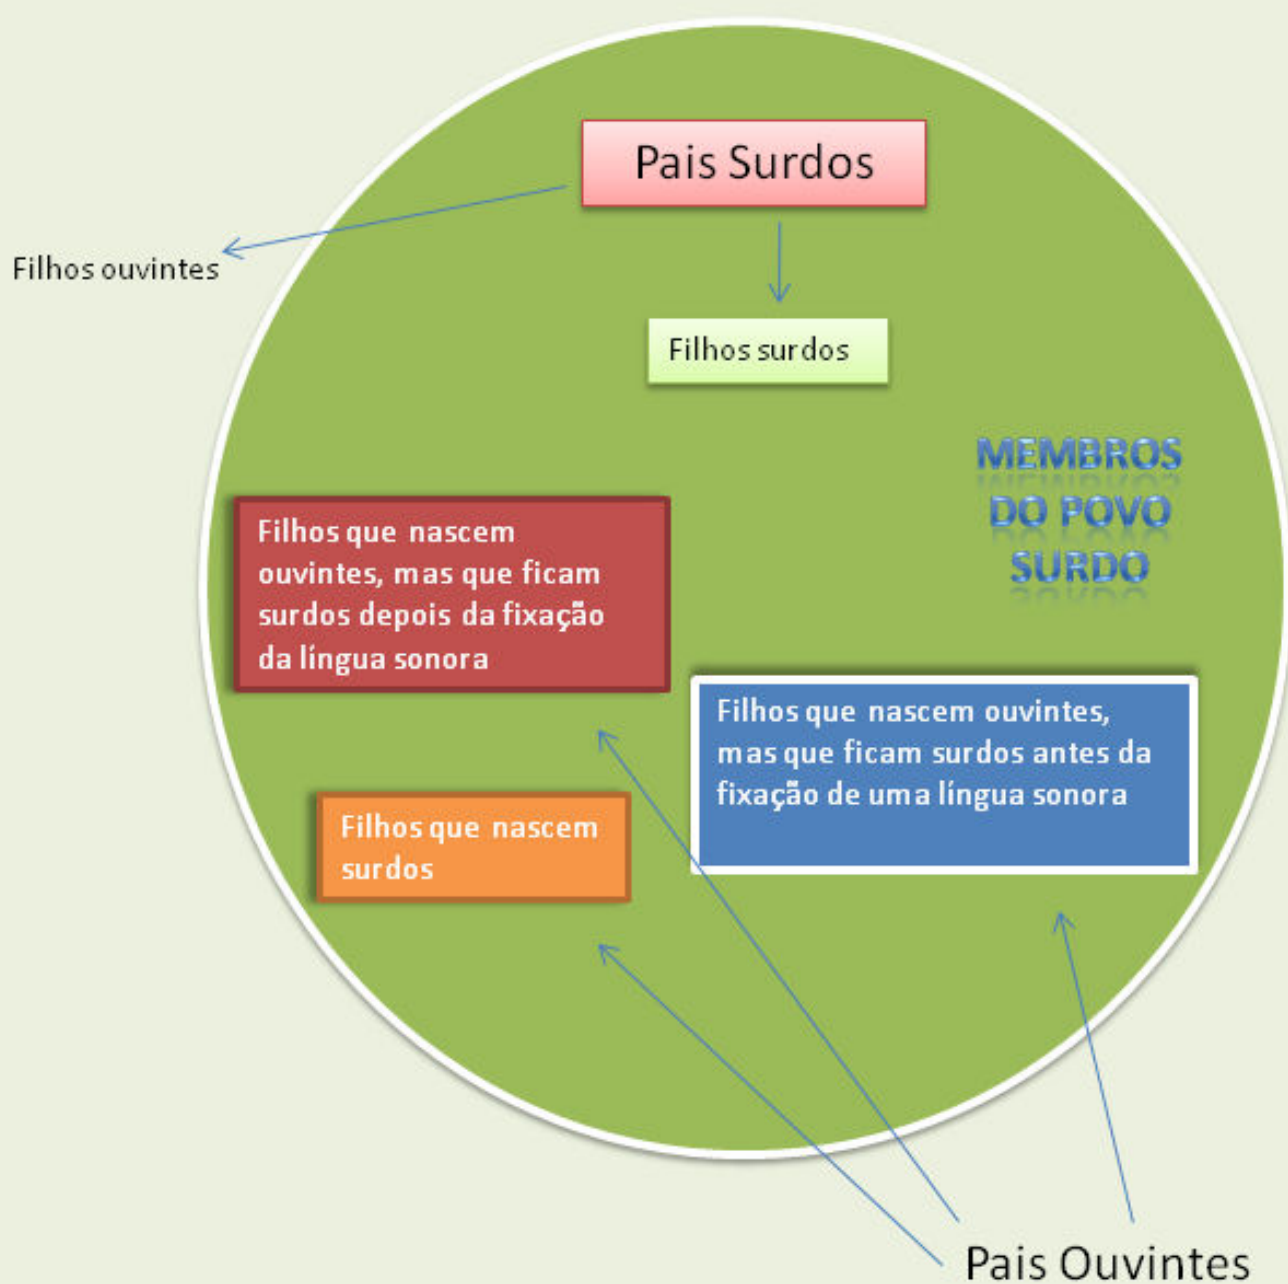 Pais Surdos
Filhos ouvintes
Filhos surdos
MEMBROS
DO POVO
SURDO
Filhos que nascem
ouvintes, mas que ficam
surdos depois da fixação
da língua sonora
Filhos que nascem ouvintes,
mas que ficam surdos antes da
fixação de uma língua sonora
Filhos que nascem
surdos
Pais Ouvintes